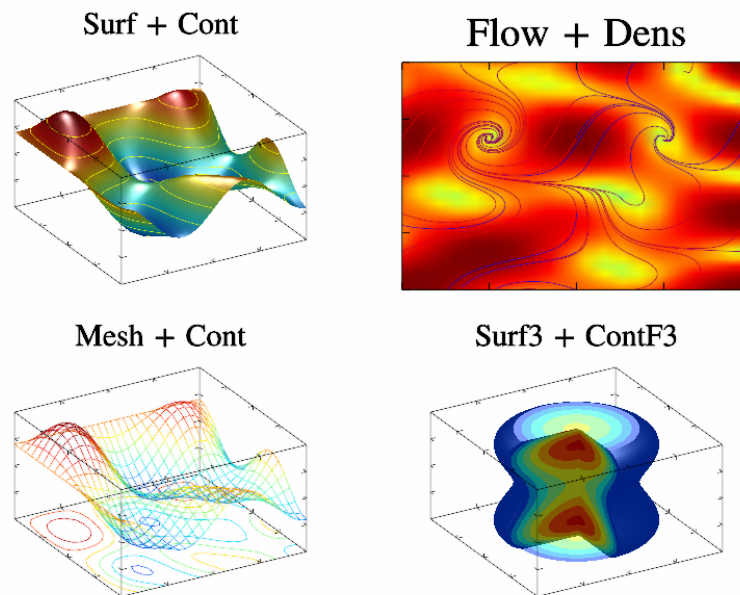 Surf + Cont
Flow + Dens
Mesh + Cont
Surf3 + ContF3